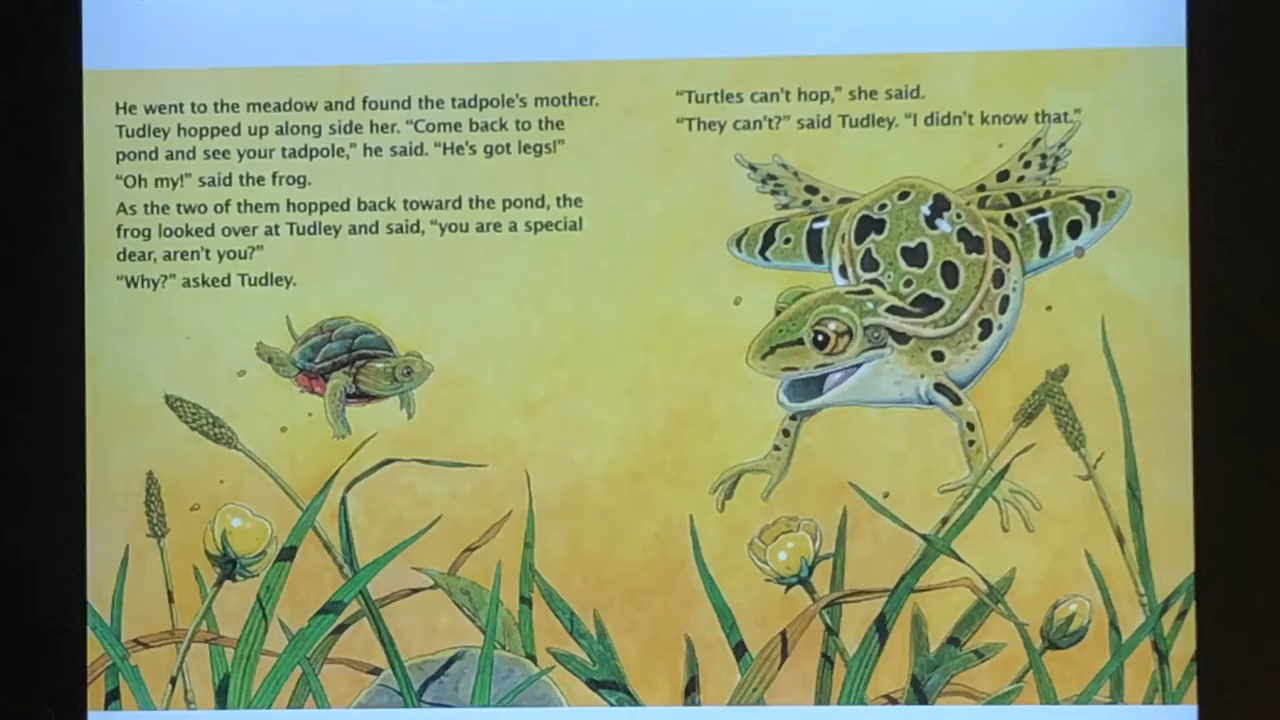 He went to the meadow and found the tadpole's mother.
Tudley hopped up along side her. “Come back to the
pond and see your tadpole,” he said. “He's got legs!”
“Oh my!” said the frog.
As the two of them hopped back toward the pond, the
frog looked over at Tudley and said, “you are a special
dear, aren't you?”
“Why?” asked Tudley.
“Turtles can't hop,” she said.
“They can't?” said Tudley. “I didn't know that.”